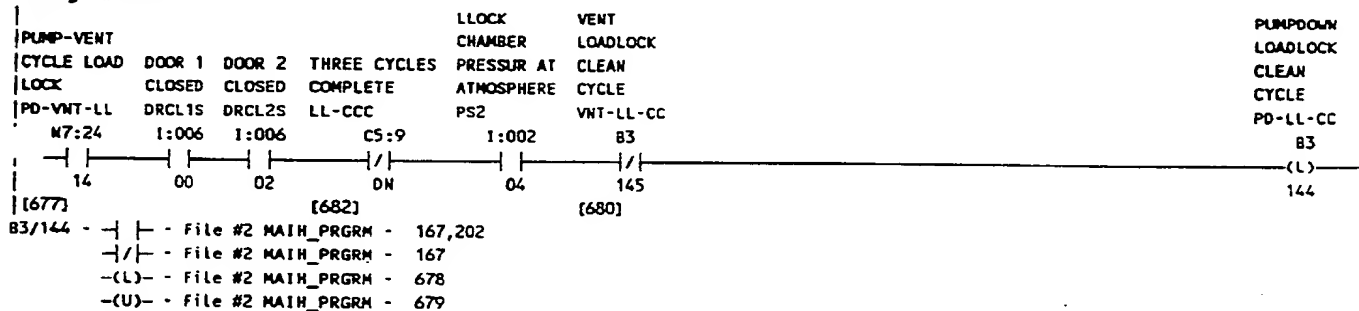 LLOCK VENT PUMPDOWN
PUMP-VENT CHAMBER LOADLOCK LOADLOCK
CYCLE LOAD DOOR 1 DOOR 2 THREE CYCLES PRESSUR AT CLEAN CLEAN
LOCK CLOSED CLOSED COMPLETE ATMOSPHERE CYCLE CYCLE
PD-VNT-LL DRCL1S DRCL2S LL-CCC PS2 VNT-LL-CC PD-LL-CC
N7:24 I:006 I:006 C5:9 I:002 B3 B3
─┤ ├─ ─┤ ├─ ─┤ ├─ ─┤/├─ ─┤ ├─ ─┤/├─ ─(L)─
14 00 02 DN 04 145 144
[677] [682] [680]
B3/144 - ─┤ ├─ - File #2 MAIN_PRGRM - 167,202
─┤/├─ - File #2 MAIN_PRGRM - 167
─(L)─ - File #2 MAIN_PRGRM - 678
─(U)─ - File #2 MAIN_PRGRM - 679